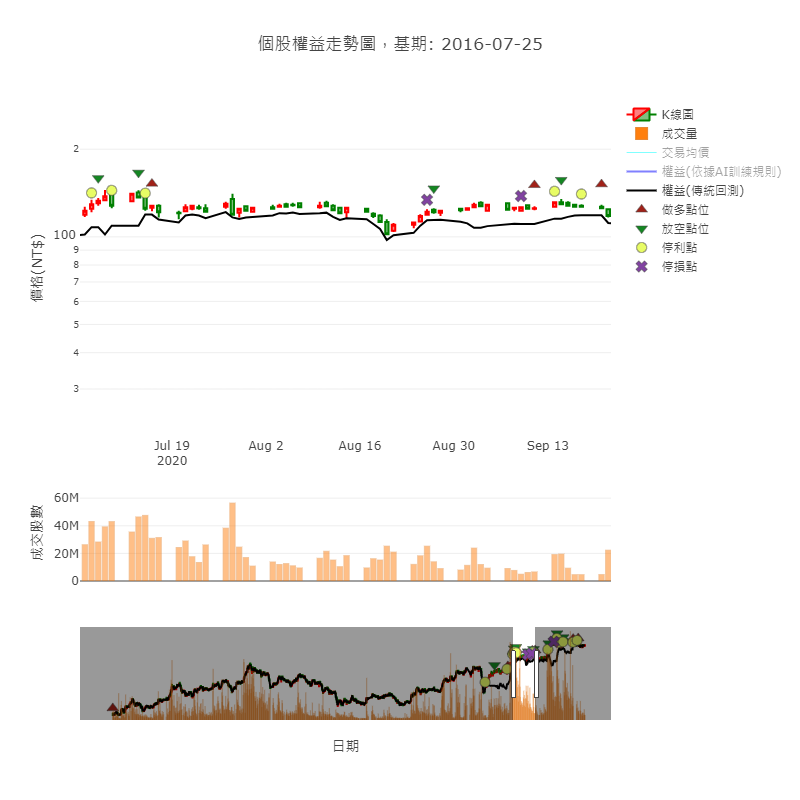 個股權益走勢圖，基期: 2016-07-25
K線圖
成交量
交易均價
權益(依據AI訓練規則)
權益(傳統回測)
做多點位
放空點位
停利點
停損點
價格(NT$)
2
100
9
8
7
6
5
4
3
Jul 19
2020
Aug 2
Aug 16
Aug 30
Sep 13
成交股數
60M
40M
20M
0
日期